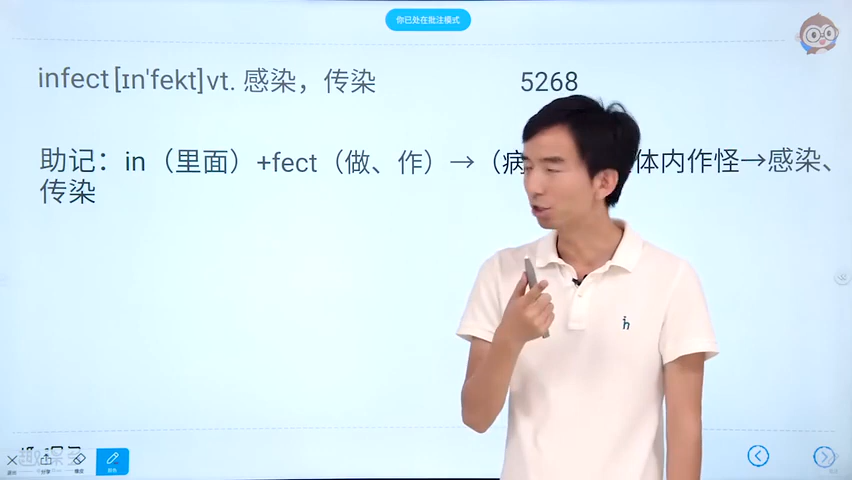 你已处在批注模式
infect[ɪn'fekt]vt. 感染，传染 5268
助记：in（里面）+fect（做、作）→（病 体内作怪→感染、
传染
h